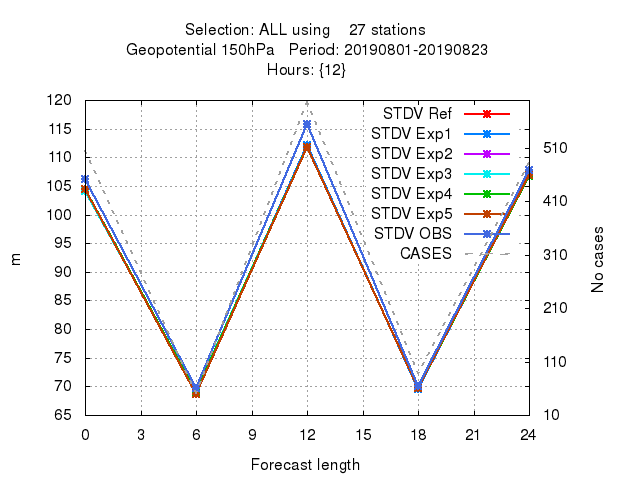 Selection: ALL using    27 stations
Geopotential 150hPa   Period: 20190801-20190823
Hours: {12}
STDV Ref
STDV Exp1
STDV Exp2
STDV Exp3
STDV Exp4
STDV Exp5
STDV OBS
CASES
120
115
110
105
100
95
90
85
80
75
70
65
m
510
410
310
210
110
10
No cases
0 3 6 9 12 15 18 21 24
Forecast length